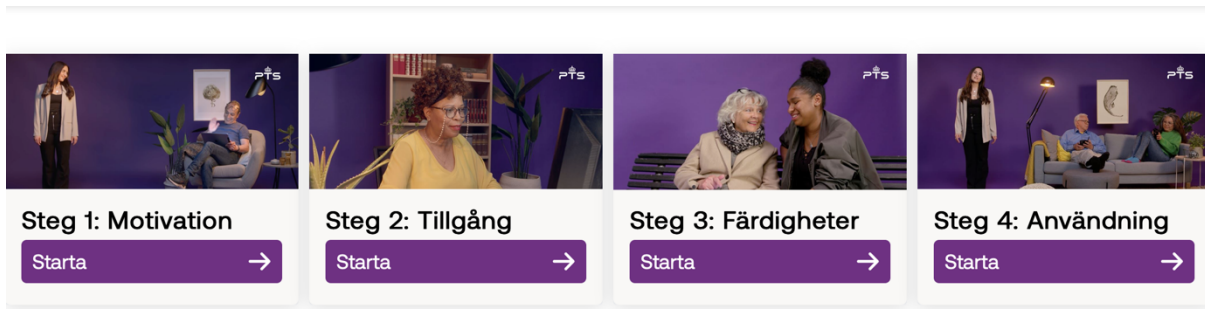 PTS
PTS
PTS
PTS
Steg 1: Motivation
Starta
Steg 2: Tillgång
Starta
Steg 3: Färdigheter
Starta
Steg 4: Användning
Starta